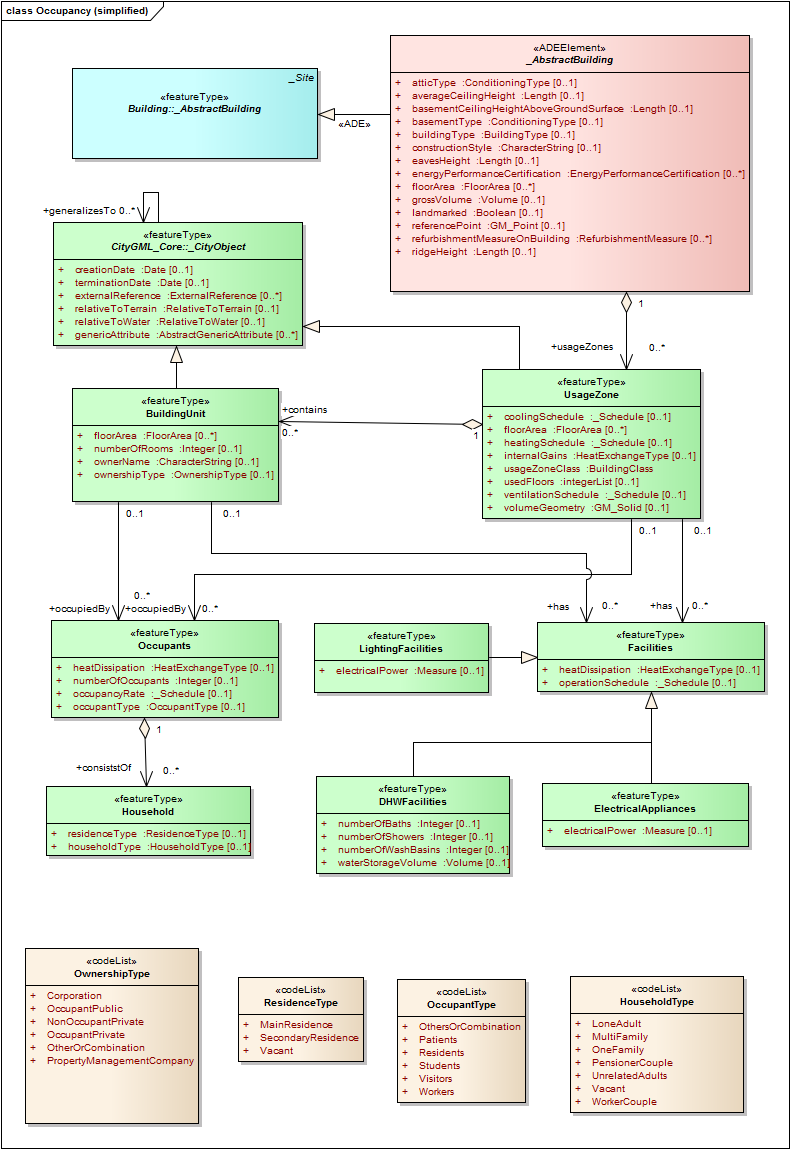 class Occupancy (simplified)
_Site
«featureType»
Building::_AbstractBuilding
«ADE»
«ADEElement»
_AbstractBuilding
+ atticType :ConditioningType [0..1]
+ averageCeilingHeight :Length [0..1]
+ basementCeilingHeightAboveGroundSurface :Length [0..1]
+ basementType :ConditioningType [0..1]
+ buildingType :BuildingType [0..1]
+ constructionStyle :CharacterString [0..1]
+ eavesHeight :Length [0..1]
+ energyPerformanceCertification :EnergyPerformanceCertification [0..*]
+ floorArea :FloorArea [0..*]
+ grossVolume :Volume [0..1]
+ landmarked :Boolean [0..1]
+ referencePoint :GM_Point [0..1]
+ refurbishmentMeasureOnBuilding :RefurbishmentMeasure [0..*]
+ ridgeHeight :Length [0..1]
+generalizesTo 0..*
«featureType»
CityGML_Core::_CityObject
+ creationDate :Date [0..1]
+ terminationDate :Date [0..1]
+ externalReference :ExternalReference [0..*]
+ relativeToTerrain :RelativeToTerrain [0..1]
+ relativeToWater :RelativeToWater [0..1]
+ genericAttribute :AbstractGenericAttribute [0..*]
1
+usageZones 0..*
«featureType»
BuildingUnit
+ floorArea :FloorArea [0..*]
+ numberOfRooms :Integer [0..1]
+ ownerName :CharacterString [0..1]
+ ownershipType :OwnershipType [0..1]
+contains
0..*
1
«featureType»
UsageZone
+ coolingSchedule :_Schedule [0..1]
+ floorArea :FloorArea [0..*]
+ heatingSchedule :_Schedule [0..1]
+ internalGains :HeatExchangeType [0..1]
+ usageZoneClass :BuildingClass
+ usedFloors :integerList [0..1]
+ ventilationSchedule :_Schedule [0..1]
+ volumeGeometry :GM_Solid [0..1]
0..1
0..1
0..1
0..1
0..*
+occupiedBy
+occupiedBy
0..*
+has
0..*
+has
0..*
«featureType»
Occupants
+ heatDissipation :HeatExchangeType [0..1]
+ numberOfOccupants :Integer [0..1]
+ occupancyRate :_Schedule [0..1]
+ occupantType :OccupantType [0..1]
«featureType»
LightingFacilities
+ electricalPower :Measure [0..1]
«featureType»
Facilities
+ heatDissipation :HeatExchangeType [0..1]
+ operationSchedule :_Schedule [0..1]
1
+consiststOf
0..*
«featureType»
Household
+ residenceType :ResidenceType [0..1]
+ householdType :HouseholdType [0..1]
«featureType»
DHWFacilities
+ numberOfBaths :Integer [0..1]
+ numberOfShowers :Integer [0..1]
+ numberOfWashBasins :Integer [0..1]
+ waterStorageVolume :Volume [0..1]
«featureType»
ElectricalAppliances
+ electricalPower :Measure [0..1]
«codeList»
OwnershipType
+ Corporation
+ OccupantPublic
+ NonOccupantPrivate
+ OccupantPrivate
+ OtherOrCombination
+ PropertyManagementCompany
«codeList»
ResidenceType
+ MainResidence
+ SecondaryResidence
+ Vacant
«codeList»
OccupantType
+ OthersOrCombination
+ Patients
+ Residents
+ Students
+ Visitors
+ Workers
«codeList»
HouseholdType
+ LoneAdult
+ MultiFamily
+ OneFamily
+ PensionerCouple
+ UnrelatedAdults
+ Vacant
+ WorkerCouple